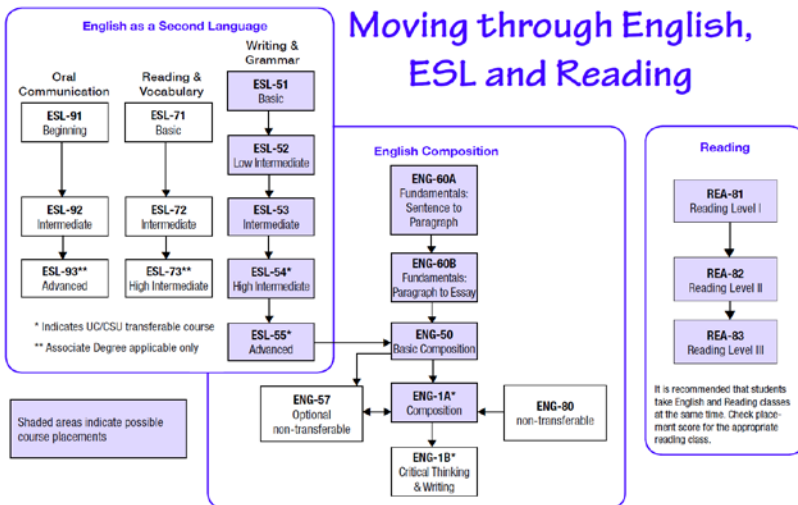 Moving through English,
ESL and Reading
English as a Second Language
Oral
Communication
ESL-91
Beginning
ESL-92
Intermediate
ESL-93**
Advanced
Reading &
Vocabulary
ESL-71
Basic
ESL-72
Intermediate
ESL-73**
High Intermediate
Writing &
Grammar
ESL-51
Basic
ESL-52
Low Intermediate
ESL-53
Intermediate
ESL-54*
High Intermediate
ESL-55*
Advanced
* Indicates UC/CSU transferable course
** Associate Degree applicable only
Shaded areas indicate possible
course placements
English Composition
ENG-60A
Fundamentals:
Sentence to
Paragraph
ENG-60B
Fundamentals:
Paragraph to Essay
ENG-50
Basic Composition
ENG-57
Optional
non-transferable
ENG-1A*
Composition
ENG-80
non-transferable
ENG-1B*
Critical Thinking
& Writing
Reading
REA-81
Reading Level I
REA-82
Reading Level II
REA-83
Reading Level III
It is recommended that students
take English and Reading classes
at the same time. Check place-
ment score for the appropriate
reading class.